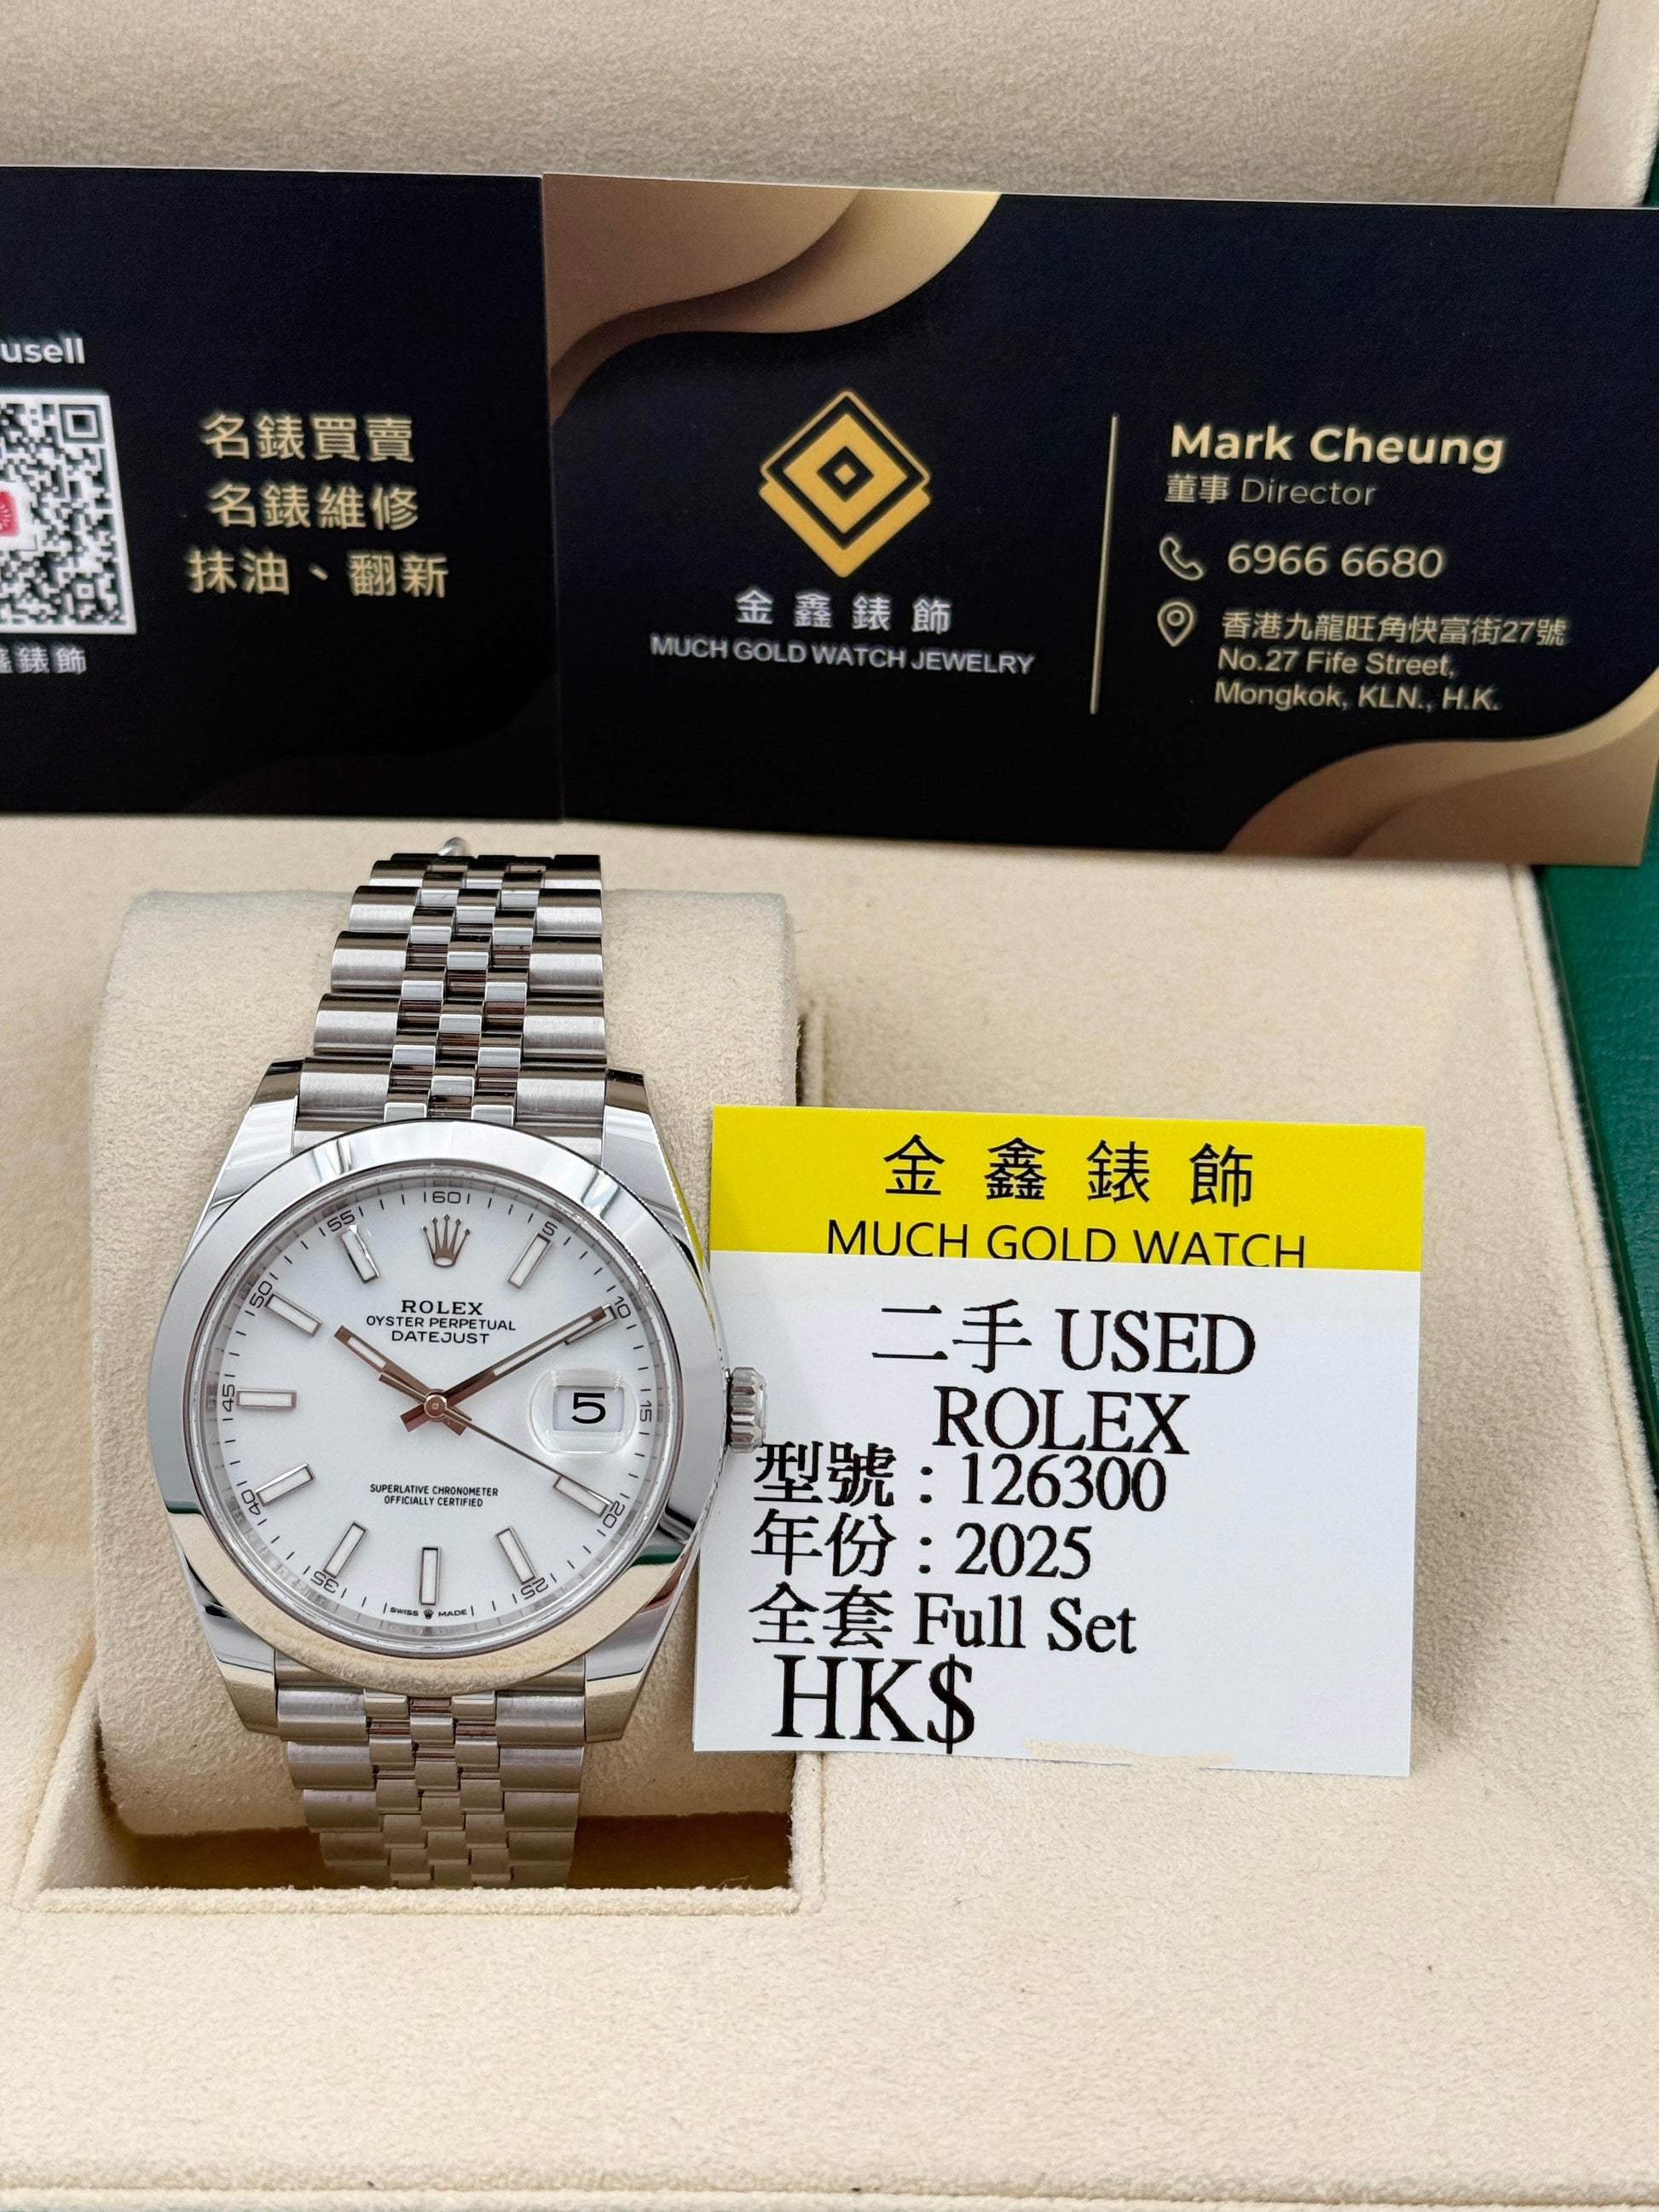 usell
名錶買賣
名錶維修
抹油、翻新
鑫錶飾
金鑫錶飾
MUCH GOLD WATCH JEWELRY
Mark Cheung
董事 Director
6966 6680
香港九龍旺角快富街27號
No.27 Fife Street,
Mongkok, KLN., H.K.
60
5
10
15
20
25
35
40
45
50
55
ROLEX
OYSTER PERPETUAL
DATEJUST
5
SUPERLATIVE CHRONOMETER
OFFICIALLY CERTIFIED
SWISS MADE
金鑫錶飾
MUCH GOLD WATCH
二手 USED
ROLEX
型號：126300
年份：2025
全套 Full Set
HK$